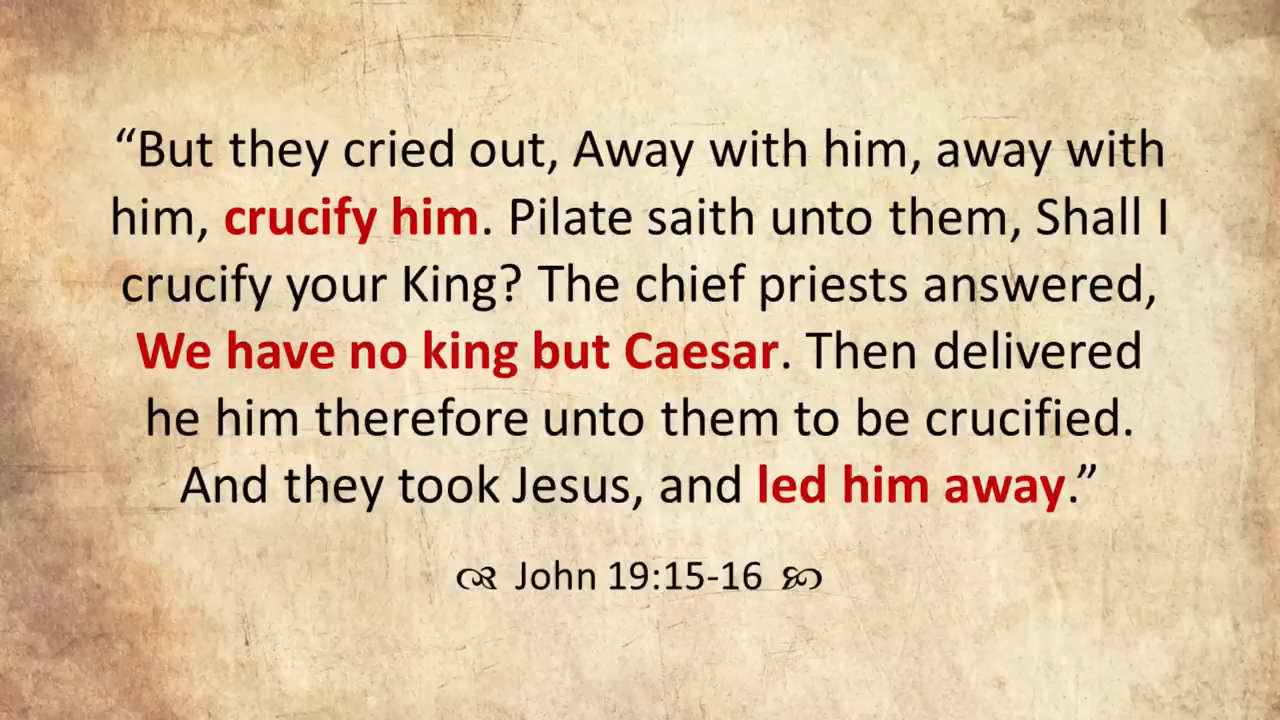 “But they cried out, Away with him, away with
him, crucify him. Pilate saith unto them, Shall I
crucify your King? The chief priests answered,
We have no king but Caesar. Then delivered
he him therefore unto them to be crucified.
And they took Jesus, and led him away.”
John 19:15-16